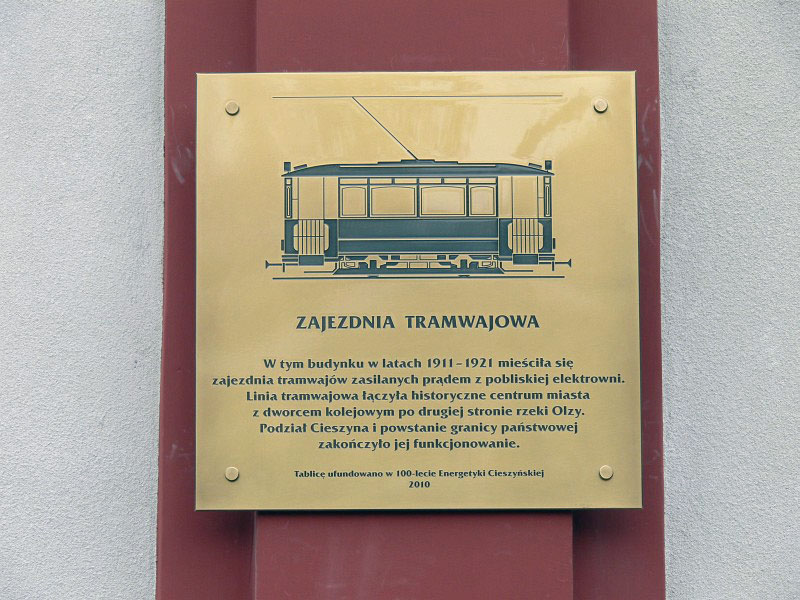 ZAJEZDNIA TRAMWAJOWA
W tym budynku w latach 1911–1921 mieściła się
zajezdnia tramwajów zasilanych prądem z pobliskiej elektrowni.
Linia tramwajowa łączyła historyczne centrum miasta
z dworcem kolejowym po drugiej stronie rzeki Olzy.
Podział Cieszyna i powstanie granicy państwowej
zakończyło jej funkcjonowanie.
Tablicę ufundowano w 100-lecie Energetyki Cieszyńskiej
2010